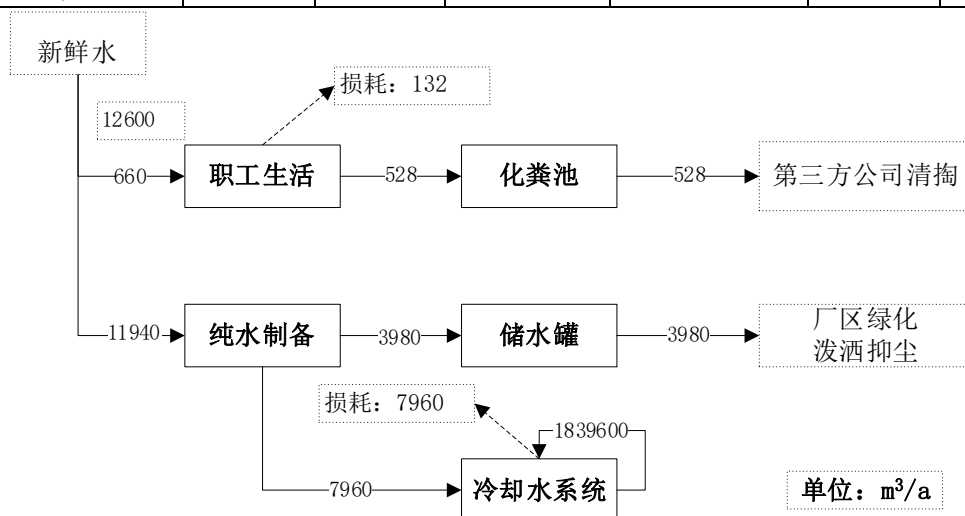 新鲜水
损耗：132
12600
660
职工生活
528
化粪池
528
第三方公司清掏
11940
纯水制备
3980
储水罐
3980
厂区绿化
泼洒抑尘
损耗：7960
1839600
7960
冷却水系统
单位：m³/a